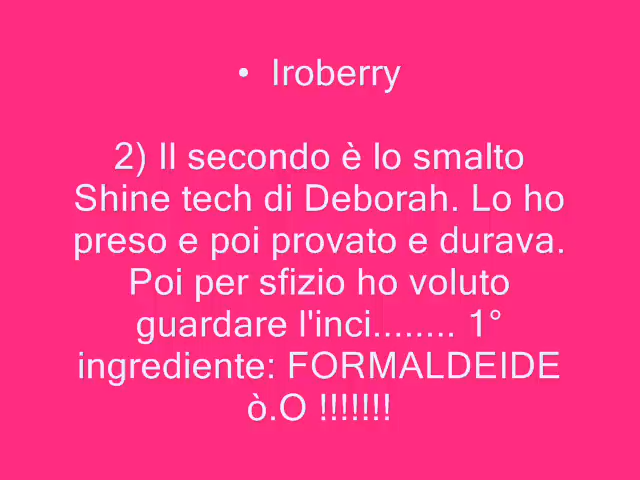 • Iroberry
2) Il secondo è lo smalto
Shine tech di Deborah. Lo ho
preso e poi provato e durava.
Poi per sfizio ho voluto
guardare l'inci........ 1°
ingrediente: FORMALDEIDE
ò.O !!!!!!!